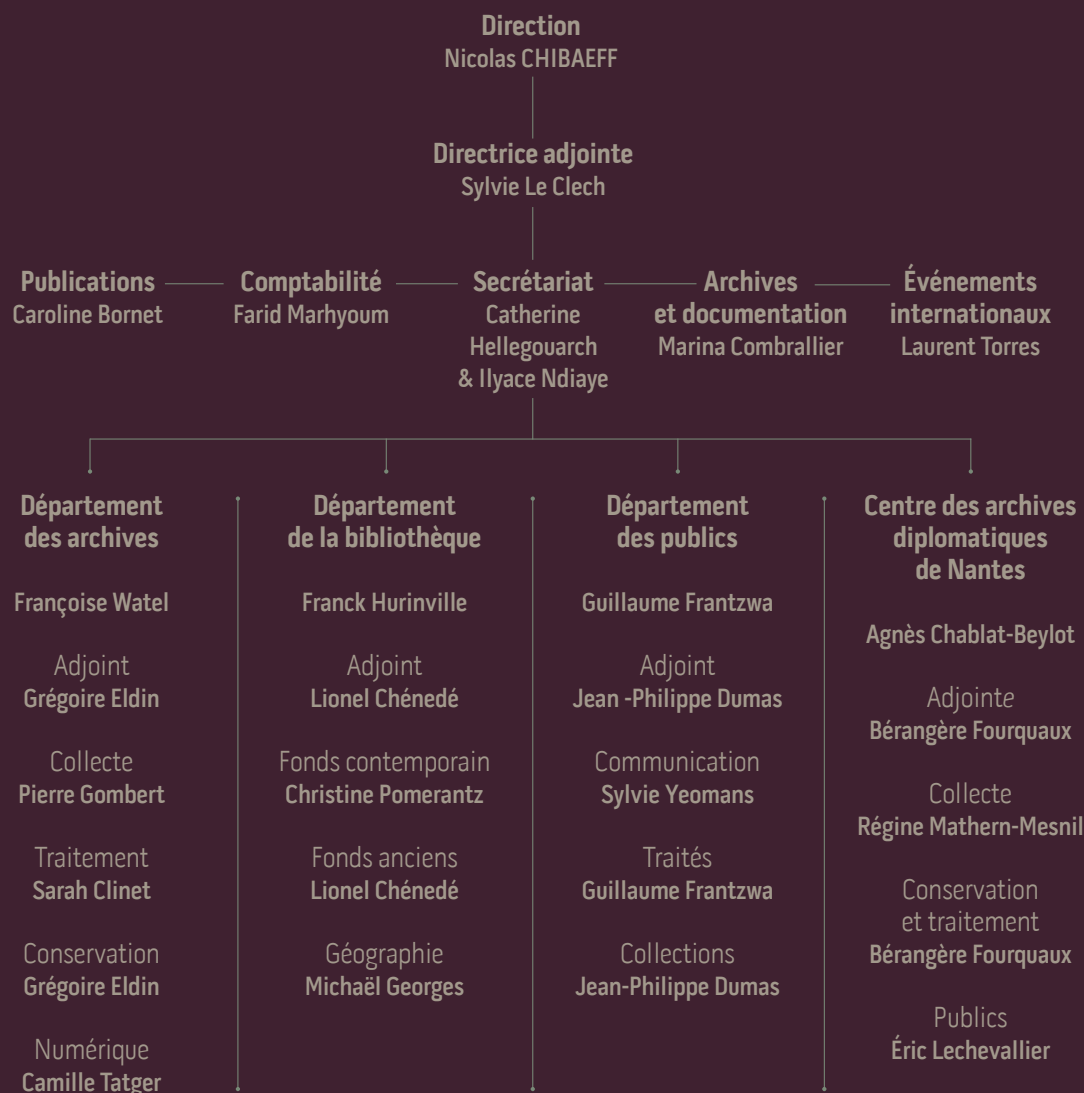 Direction
Nicolas CHIBAEFF
Directrice adjointe
Sylvie Le Clech
Publications
Caroline Bornet
Comptabilité
Farid Marhyoum
Secrétariat
Catherine
Hellegouarch
& Ilyace Ndiaye
Archives
et documentation
Marina Combrallier
Événements
internationaux
Laurent Torres
Département
des archives
Françoise Watel
Adjoint
Grégoire Eldin
Collecte
Pierre Gombert
Traitement
Sarah Clinet
Conservation
Grégoire Eldin
Numérique
Camille Tatger
Département
de la bibliothèque
Franck Hurinville
Adjoint
Lionel Chénedé
Fonds contemporain
Christine Pomerantz
Fonds anciens
Lionel Chénedé
Géographie
Michaël Georges
Département
des publics
Guillaume Frantzwa
Adjoint
Jean -Philippe Dumas
Communication
Sylvie Yeomans
Traités
Guillaume Frantzwa
Collections
Jean-Philippe Dumas
Centre des archives
diplomatiques
de Nantes
Agnès Chablat-Beylot
Adjointe
Bérangère Fourquaux
Collecte
Régine Mathern-Mesnil
Conservation
et traitement
Bérangère Fourquaux
Publics
Éric Lechevallier